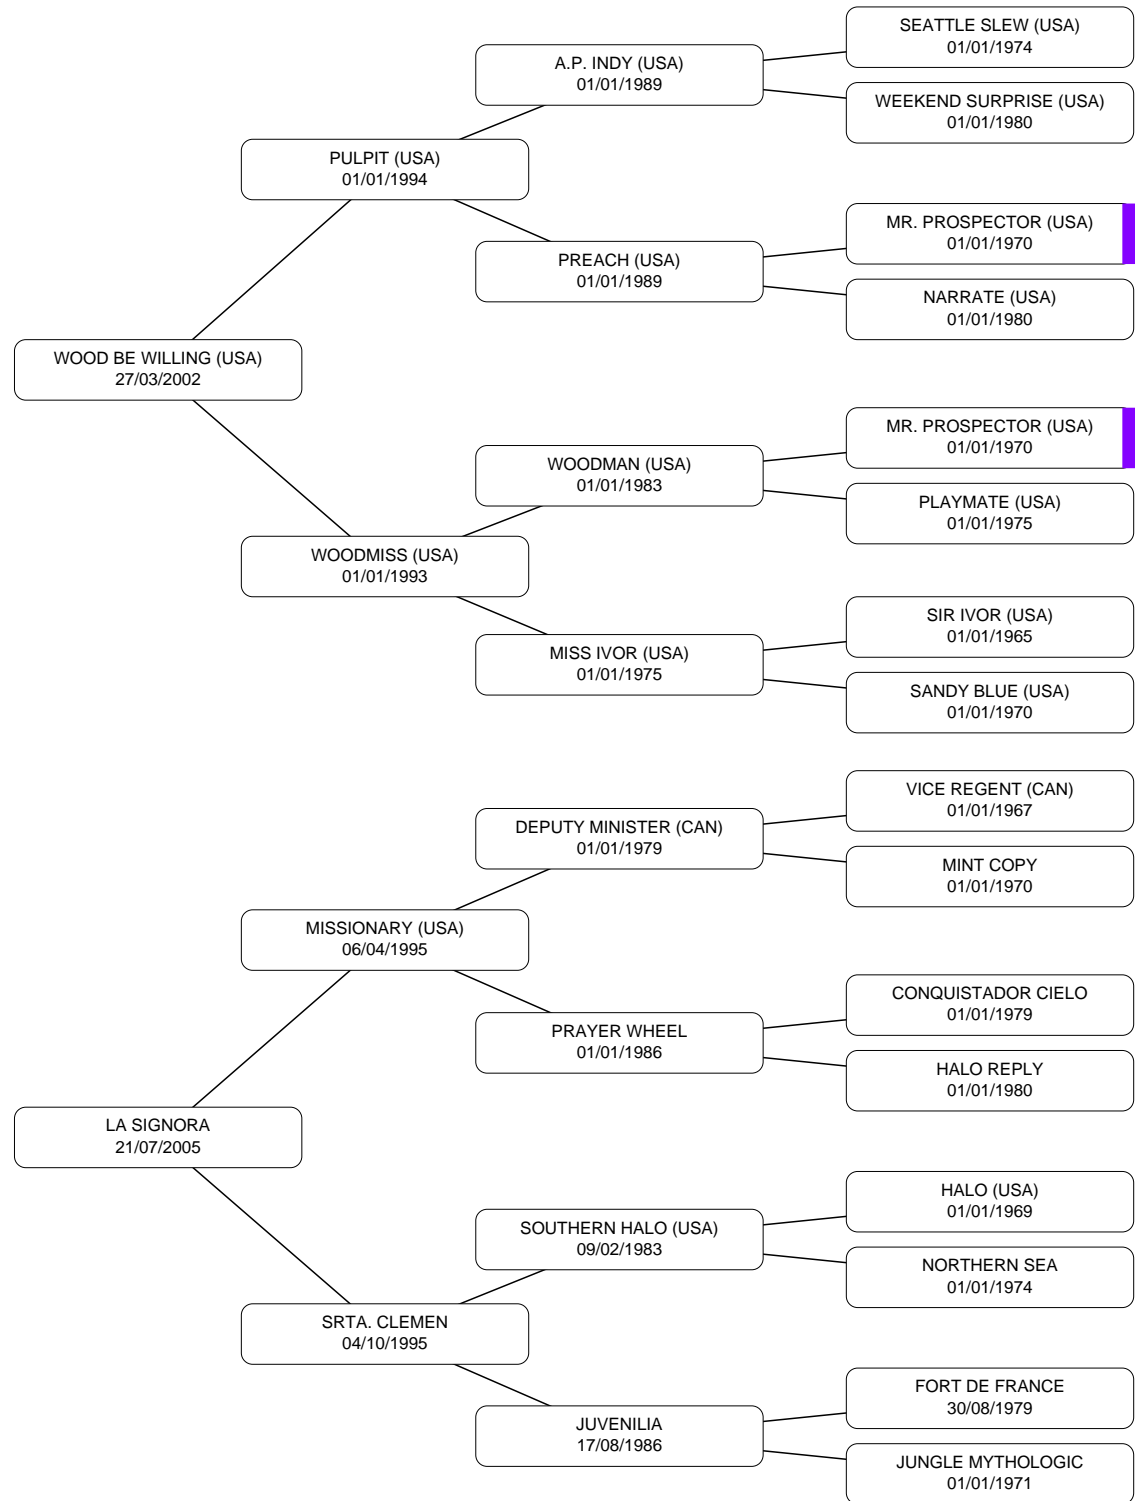 SEATTLE SLEW (USA)
01/01/1974
A.P. INDY (USA)
01/01/1989
WEEKEND SURPRISE (USA)
01/01/1980
PULPIT (USA)
01/01/1994
MR. PROSPECTOR (USA)
01/01/1970
PREACH (USA)
01/01/1989
NARRATE (USA)
01/01/1980
WOOD BE WILLING (USA)
27/03/2002
MR. PROSPECTOR (USA)
01/01/1970
WOODMAN (USA)
01/01/1983
PLAYMATE (USA)
01/01/1975
WOODMISS (USA)
01/01/1993
SIR IVOR (USA)
01/01/1965
MISS IVOR (USA)
01/01/1975
SANDY BLUE (USA)
01/01/1970
VICE REGENT (CAN)
01/01/1967
DEPUTY MINISTER (CAN)
01/01/1979
MINT COPY
01/01/1970
MISSIONARY (USA)
06/04/1995
CONQUISTADOR CIELO
01/01/1979
PRAYER WHEEL
01/01/1986
HALO REPLY
01/01/1980
LA SIGNORA
21/07/2005
HALO (USA)
01/01/1969
SOUTHERN HALO (USA)
09/02/1983
NORTHERN SEA
01/01/1974
SRTA. CLEMEN
04/10/1995
FORT DE FRANCE
30/08/1979
JUVENILIA
17/08/1986
JUNGLE MYTHOLOGIC
01/01/1971